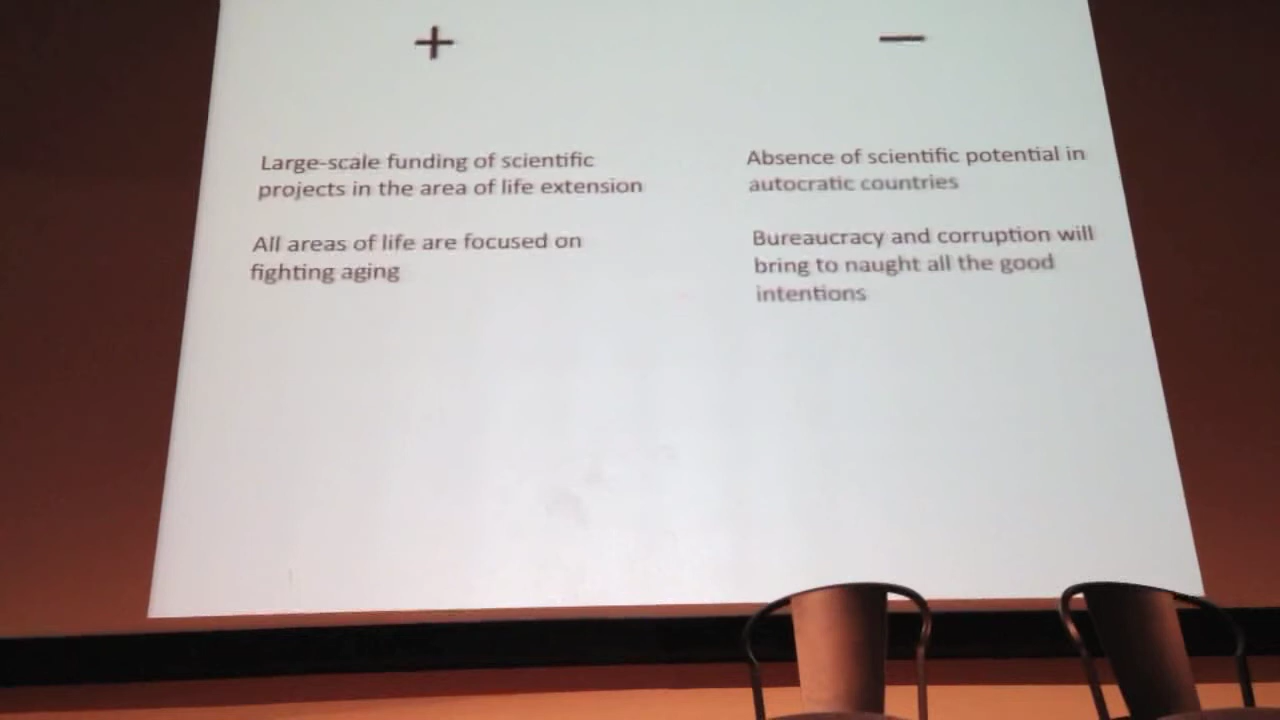 +
Large-scale funding of scientific
projects in the area of life extension
All areas of life are focused on
fighting aging
—
Absence of scientific potential in
autocratic countries
Bureaucracy and corruption will
bring to naught all the good
intentions